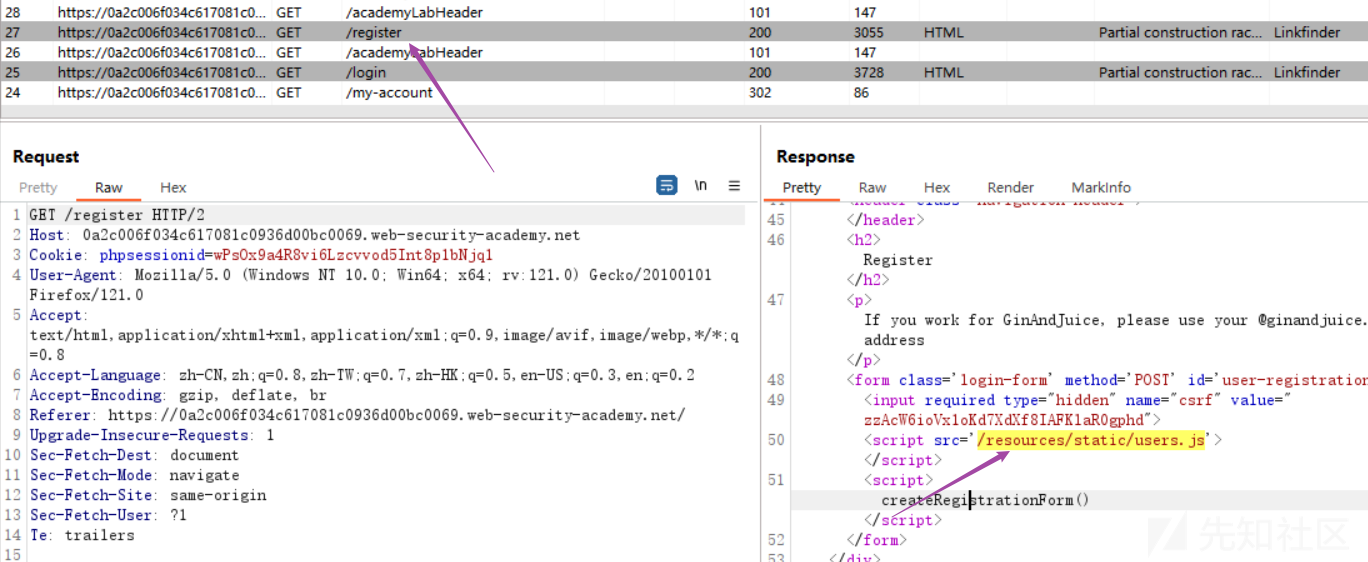 28 https://0a2c006f034c617081c0... GET /academyLabHeader 101 147
27 https://0a2c006f034c617081c0... GET /register 200 3055 HTML Partial construction rac... Linkfinder
26 https://0a2c006f034c617081c0... GET /academyLabHeader 101 147
25 https://0a2c006f034c617081c0... GET /login 200 3728 HTML Partial construction rac... Linkfinder
24 https://0a2c006f034c617081c0... GET /my-account 302 86
Request
Pretty Raw Hex
\n
1 GET /register HTTP/2
2 Host: 0a2c006f034c617081c0936d00bc0069.web-security-academy.net
3 Cookie: phpsessionid=wPsOx9a4R8vi6Lzcvvod5Int8p1bNjq1
4 User-Agent: Mozilla/5.0 (Windows NT 10.0; Win64; x64; rv:121.0) Gecko/20100101
Firefox/121.0
5 Accept:
text/html,application/xhtml+xml,application/xml;q=0.9,image/avif,image/webp,*/*;q
=0.8
6 Accept-Language: zh-CN,zh;q=0.8,zh-TW;q=0.7,zh-HK;q=0.5,en-US;q=0.3,en;q=0.2
7 Accept-Encoding: gzip, deflate, br
8 Referer: https://0a2c006f034c617081c0936d00bc0069.web-security-academy.net/
9 Upgrade-Insecure-Requests: 1
10 Sec-Fetch-Dest: document
11 Sec-Fetch-Mode: navigate
12 Sec-Fetch-Site: same-origin
13 Sec-Fetch-User: ?1
14 Te: trailers
15
Response
Pretty Raw Hex Render MarkInfo
44 <header class="navigation-header">
45 </header>
46 <h2>
Register
</h2>
47 <p>
If you work for GinAndJuice, please use your @ginandjuice.
address
</p>
48 <form class='login-form' method='POST' id='user-registration
49 <input required type="hidden" name="csrf" value="
zzAcW6ioVx1oKd7XdXf8IAFKlaR0gphd">
50 <script src='/resources/static/users.js'>
</script>
51 <script>
createRegistrationForm()
</script>
52 </form>
53 </div>
先知社区